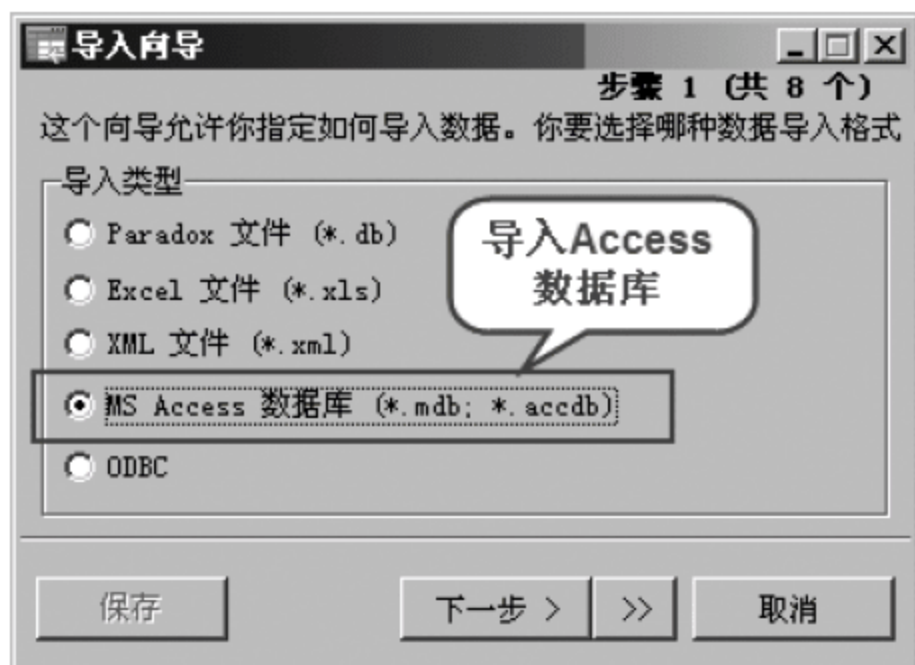 导入向导
步骤 1 (共 8 个)
这个向导允许你指定如何导入数据。你要选择哪种数据导入格式
导入类型
Paradox 文件 (*.db)
Excel 文件 (*.xls)
XML 文件 (*.xml)
MS Access 数据库 (*.mdb; *.accdb)
ODBC
导入Access
数据库
保存
下一步 >
>>
取消